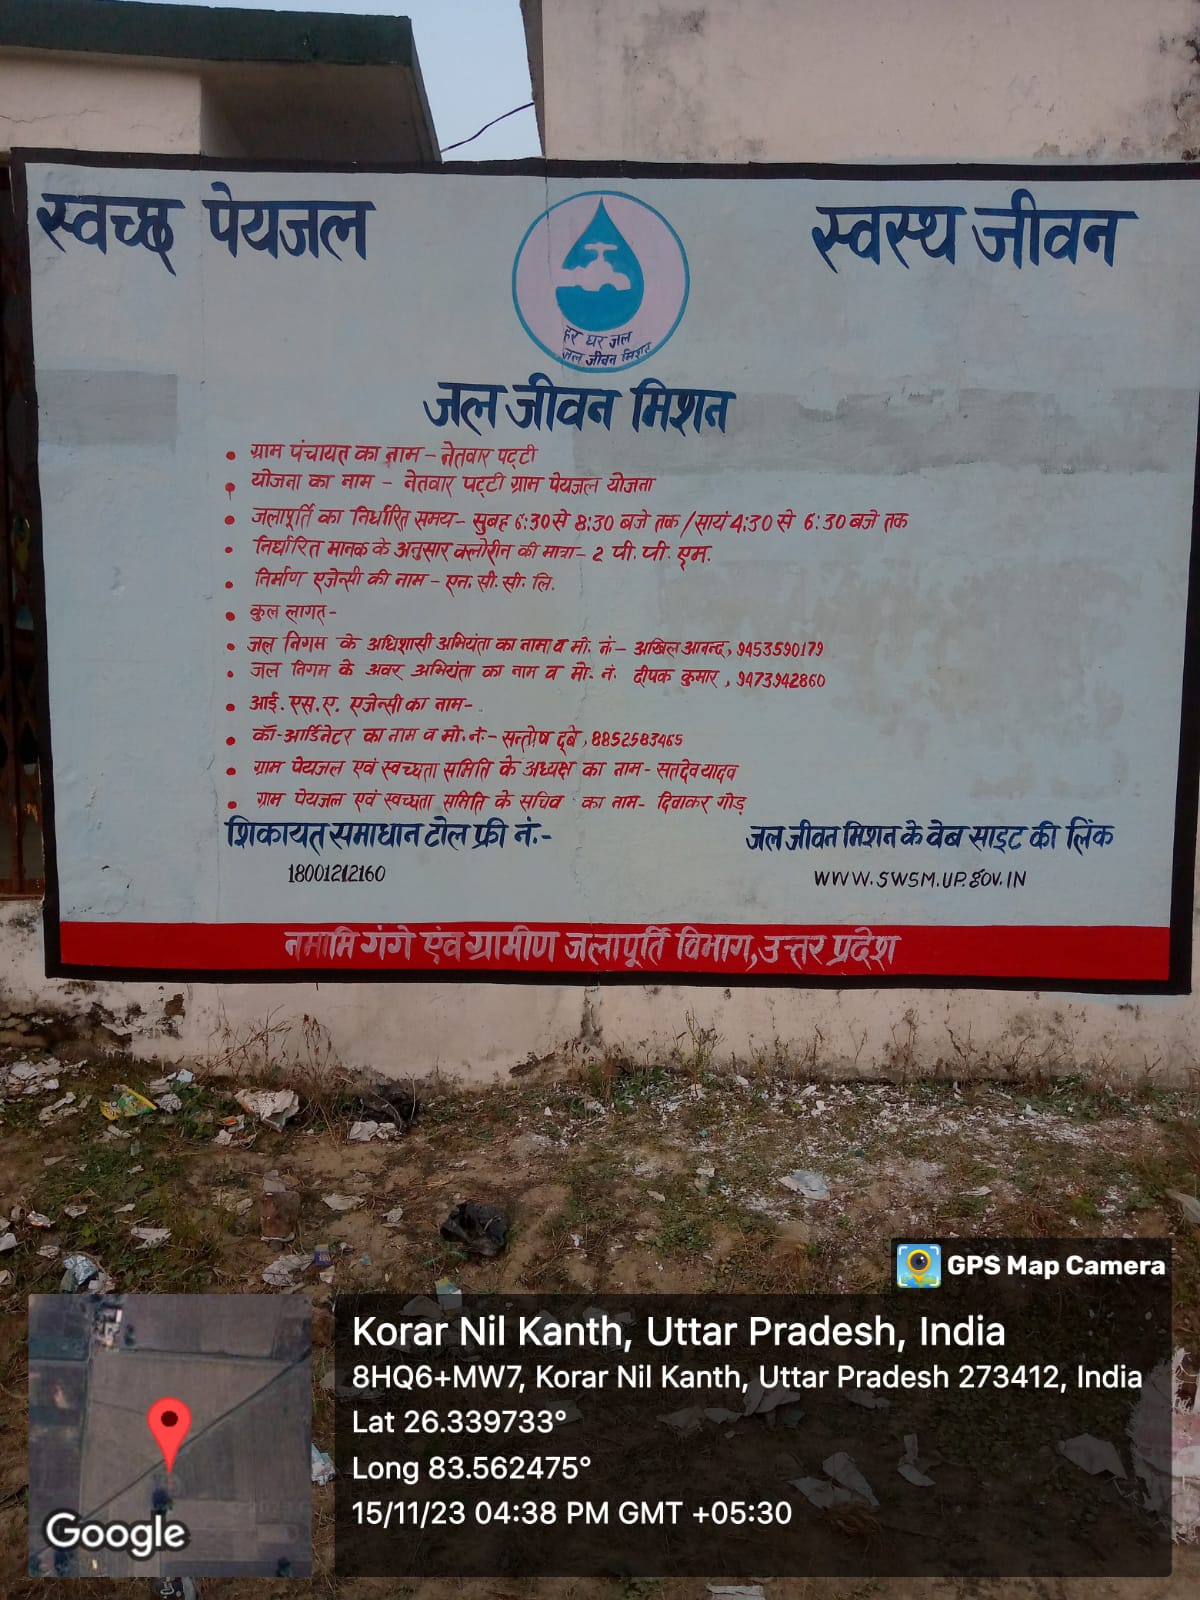 स्वच्छ पेयजल
स्वस्थ जीवन
हर घर जल
जल जीवन मिशन
जल जीवन मिशन
• ग्राम पंचायत का नाम - नेतवार पट्टी
• योजना का नाम - नेतवार पट्टी ग्राम पेयजल योजना
• जलापूर्ति का निर्धारित समय- सुबह 6:30 से 8:30 बजे तक / सायं 4:30 से 6:30 बजे तक
• निर्धारित मानक के अनुसार क्लोरीन की मात्रा- 2 पी. पी. एम.
• निर्माण एजेन्सी की नाम - एन. सी. सी. लि.
• कुल लागत-
• जल निगम के अधिशासी अभियंता का नाम व मो. नं- अखिल आनन्द, 9453590179
• जल निगम के अवर अभियंता का नाम व मो. नं. दीपक कुमार, 9473942860
• आई. एस. ए. एजेन्सी का नाम-
• कॉ-आर्डिनेटर का नाम व मो. नं.- सन्तोष दूबे, 8852583465
• ग्राम पेयजल एवं स्वच्छता समिति के अध्यक्ष का नाम- सतदेव यादव
• ग्राम पेयजल एवं स्वच्छता समिति के सचिव का नाम- दिवाकर गोड़
शिकायत समाधान टोल फ्री नं.-
18001212160
जल जीवन मिशन के वेब साइट की लिंक
WWW.SWSM.UP.GOV.IN
नमामि गंगे एंव ग्रामीण जलापूर्ति विभाग, उत्तर प्रदेश
GPS Map Camera
Korar Nil Kanth, Uttar Pradesh, India
8HQ6+MW7, Korar Nil Kanth, Uttar Pradesh 273412, India
Lat 26.339733°
Long 83.562475°
15/11/23 04:38 PM GMT +05:30
Google